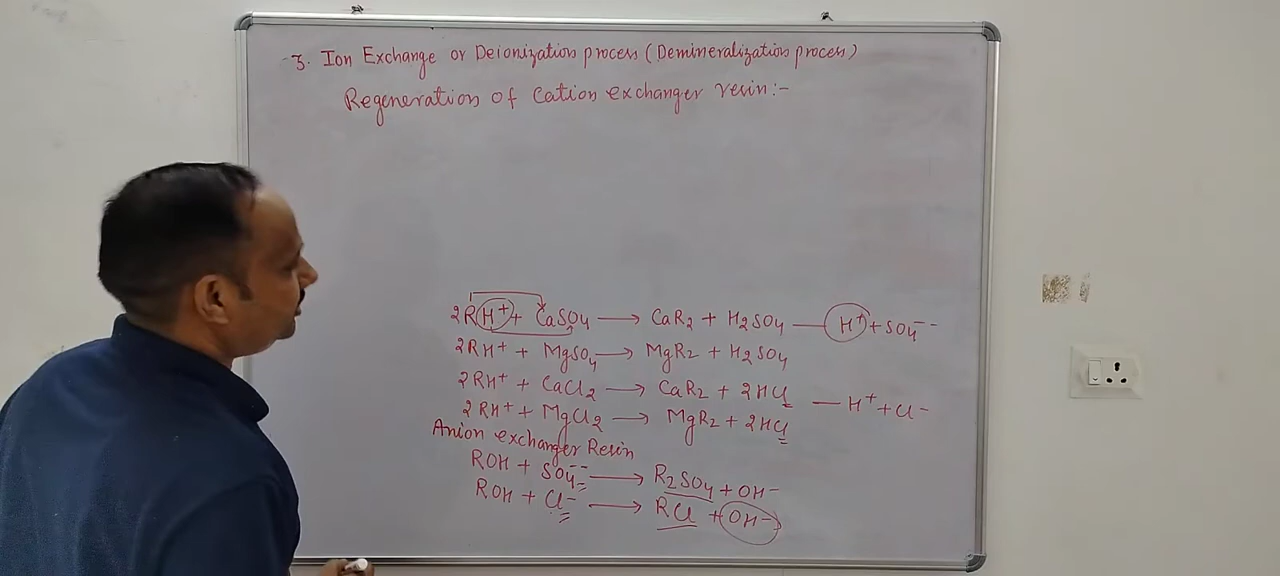 3. Ion Exchange or Deionization process (Demineralization process)
Regeneration of Cation exchanger resin:-
2RH⁺ + CaSO₄ ⟶ CaR₂ + H₂SO₄ — H⁺ + SO₄⁻⁻
2RH⁺ + MgSO₄ ⟶ MgR₂ + H₂SO₄
2RH⁺ + CaCl₂ ⟶ CaR₂ + 2HCl — H⁺ + Cl⁻
2RH⁺ + MgCl₂ ⟶ MgR₂ + 2HCl
Anion exchanger Resin
ROH + SO₄⁻⁻ ⟶ R₂SO₄ + OH⁻
ROH + Cl⁻ ⟶ RCl + OH⁻